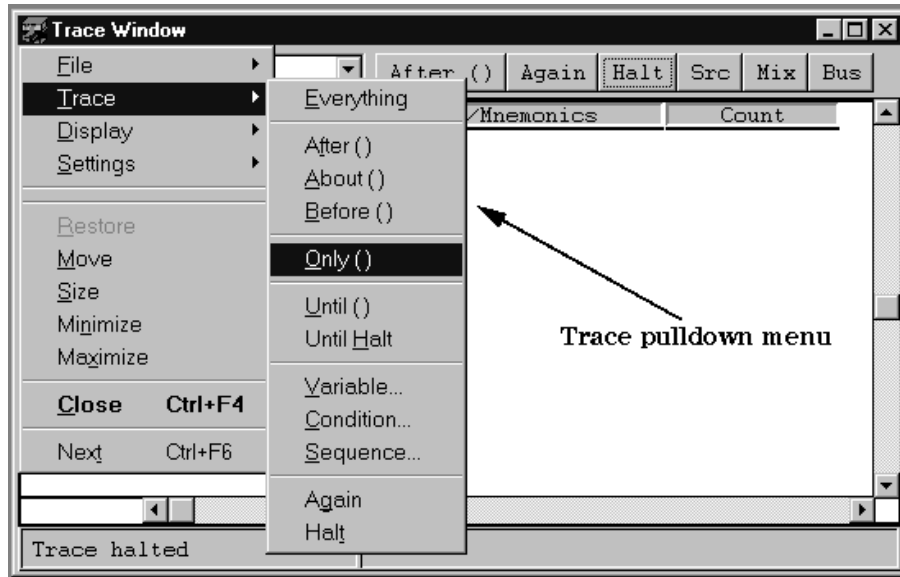 Trace Window
After () Again Halt Src Mix Bus
/Mnemonics Count
File
Trace
Display
Settings
Restore
Move
Size
Minimize
Maximize
Close Ctrl+F4
Next Ctrl+F6
Everything
After ()
About ()
Before ()
Only ()
Until ()
Until Halt
Variable...
Condition...
Sequence...
Again
Halt
Trace pulldown menu
Trace halted